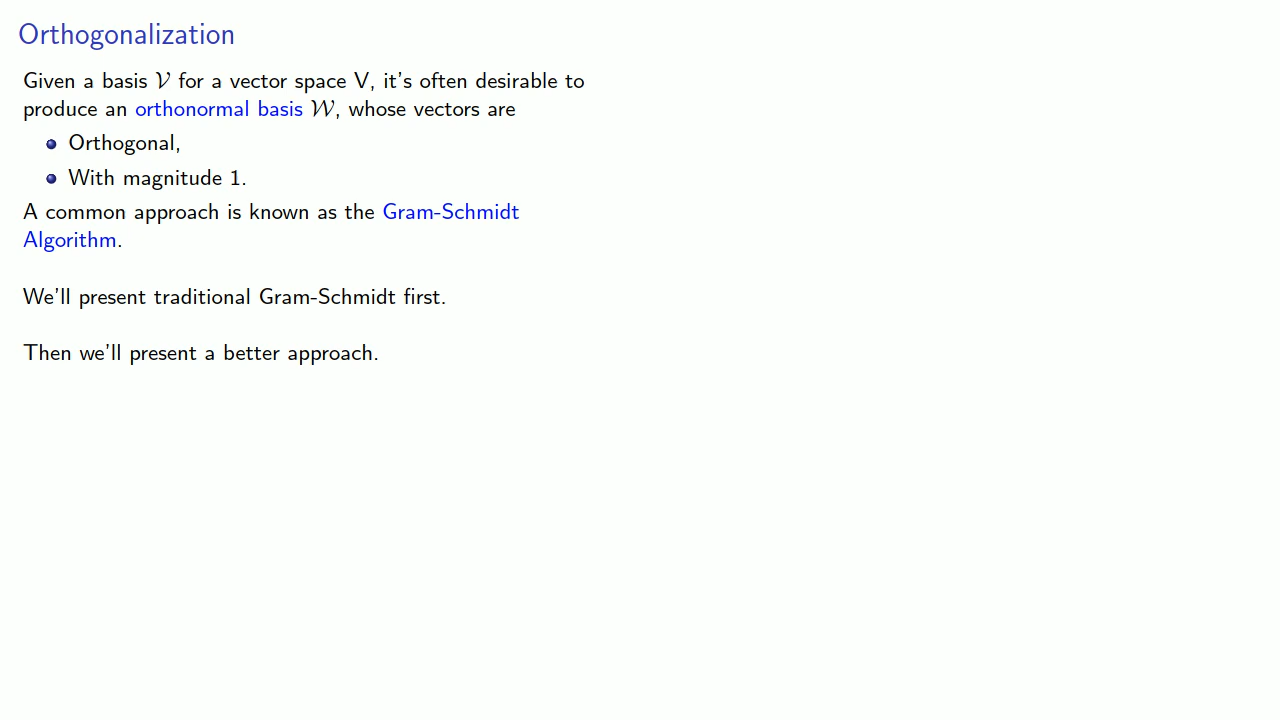 Orthogonalization
Given a basis 𝒱 for a vector space V, it's often desirable to
produce an orthonormal basis 𝒲, whose vectors are
Orthogonal,
With magnitude 1.
A common approach is known as the Gram-Schmidt
Algorithm.
We'll present traditional Gram-Schmidt first.
Then we'll present a better approach.